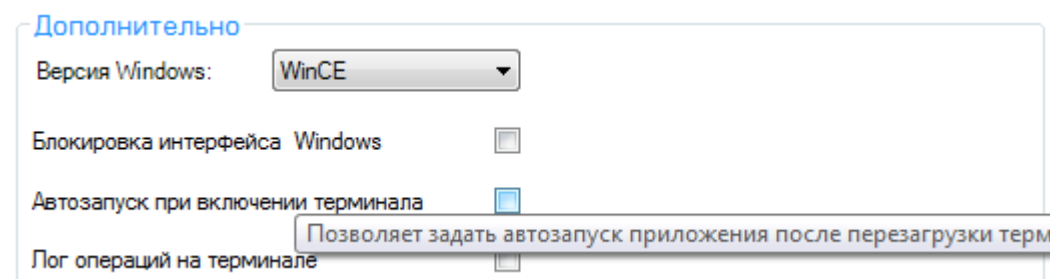 Дополнительно
Версия Windows: WinCE
Блокировка интерфейса Windows
Автозапуск при включении терминала
Позволяет задать автозапуск приложения после перезагрузки терм
Лог операций на терминале